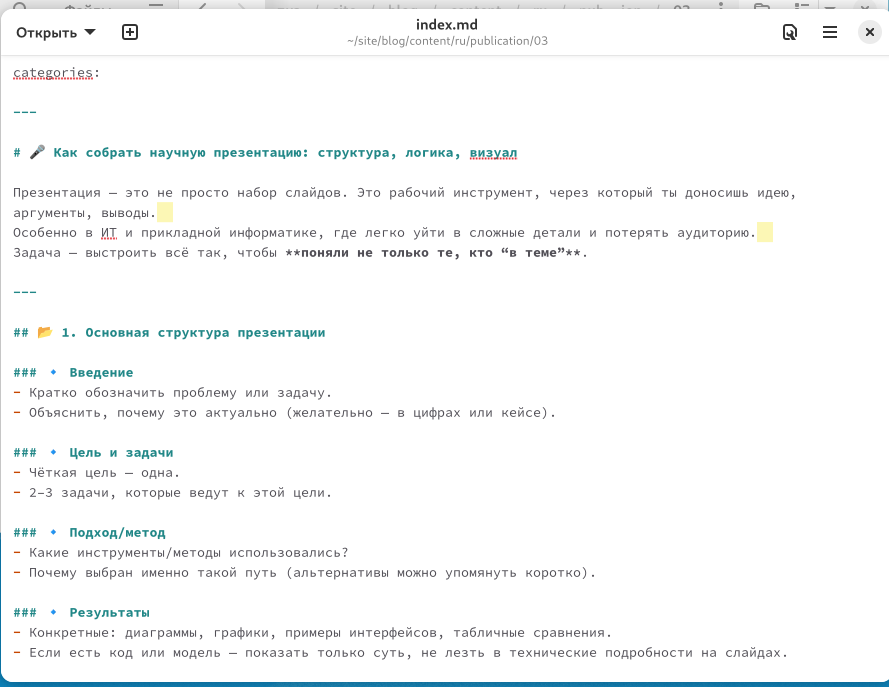 Открыть
index.md
~/site/blog/content/ru/publication/03
categories:
---
# 🎤 Как собрать научную презентацию: структура, логика, визуал
Презентация — это не просто набор слайдов. Это рабочий инструмент, через который ты доносишь идею,
аргументы, выводы.
Особенно в ИТ и прикладной информатике, где легко уйти в сложные детали и потерять аудиторию.
Задача — выстроить всё так, чтобы **поняли не только те, кто “в теме”**.
---
## 📂 1. Основная структура презентации
### 🔹 Введение
- Кратко обозначить проблему или задачу.
- Объяснить, почему это актуально (желательно — в цифрах или кейсе).
### 🔹 Цель и задачи
- Чёткая цель — одна.
- 2–3 задачи, которые ведут к этой цели.
### 🔹 Подход/метод
- Какие инструменты/методы использовались?
- Почему выбран именно такой путь (альтернативы можно упомянуть коротко).
### 🔹 Результаты
- Конкретные: диаграммы, графики, примеры интерфейсов, табличные сравнения.
- Если есть код или модель — показать только суть, не лезть в технические подробности на слайдах.